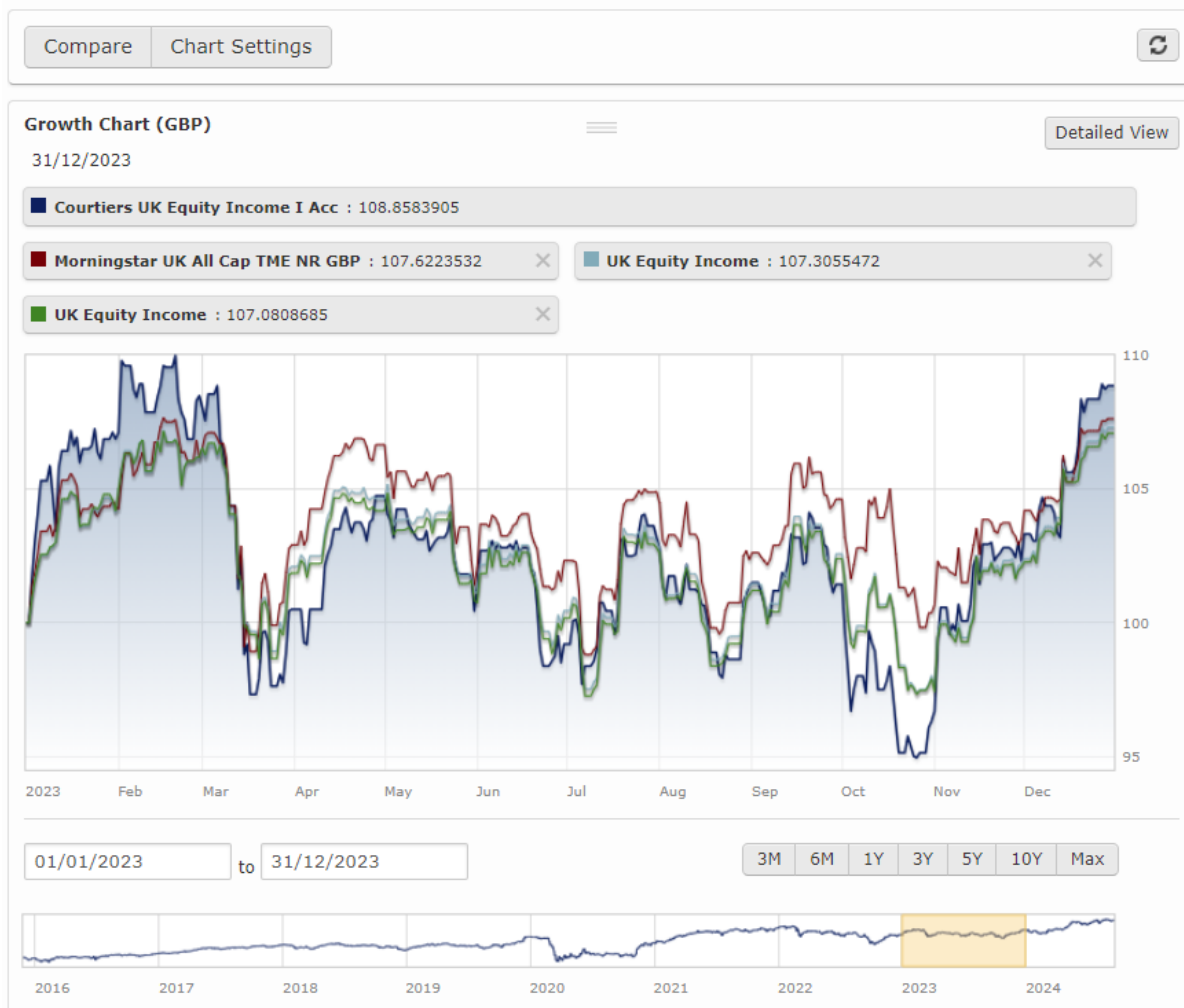 Compare Chart Settings
Growth Chart (GBP)
Detailed View
31/12/2023
Courtiers UK Equity Income I Acc : 108.8583905
Morningstar UK All Cap TME NR GBP : 107.6223532
UK Equity Income : 107.3055472
UK Equity Income : 107.0808685
110
105
100
95
2023 Feb Mar Apr May Jun Jul Aug Sep Oct Nov Dec
01/01/2023 to 31/12/2023
3M 6M 1Y 3Y 5Y 10Y Max
2016 2017 2018 2019 2020 2021 2022 2023 2024